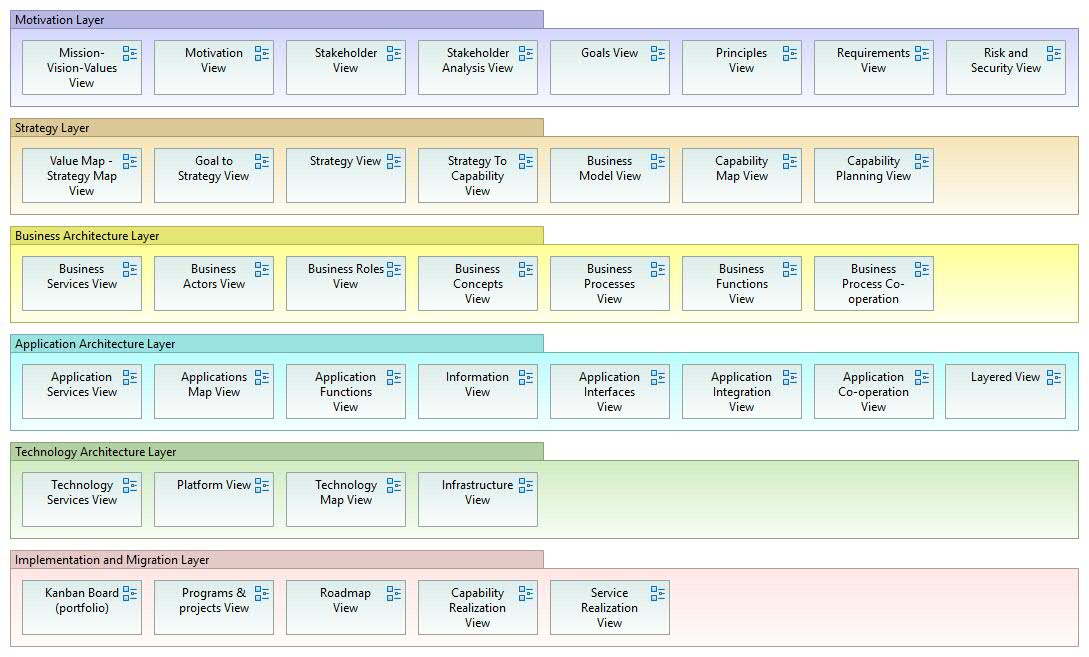 Motivation Layer
Mission-
Vision-Values
View
Motivation
View
Stakeholder
View
Stakeholder
Analysis View
Goals View
Principles
View
Requirements
View
Risk and
Security View
Strategy Layer
Value Map -
Strategy Map
View
Goal to
Strategy View
Strategy View
Strategy To
Capability
View
Business
Model View
Capability
Map View
Capability
Planning View
Business Architecture Layer
Business
Services View
Business
Actors View
Business Roles
View
Business
Concepts
View
Business
Processes
View
Business
Functions
View
Business
Process Co-
operation
Application Architecture Layer
Application
Services View
Applications
Map View
Application
Functions
View
Information
View
Application
Interfaces
View
Application
Integration
View
Application
Co-operation
View
Layered View
Technology Architecture Layer
Technology
Services View
Platform View
Technology
Map View
Infrastructure
View
Implementation and Migration Layer
Kanban Board
(portfolio)
Programs &
projects View
Roadmap
View
Capability
Realization
View
Service
Realization
View